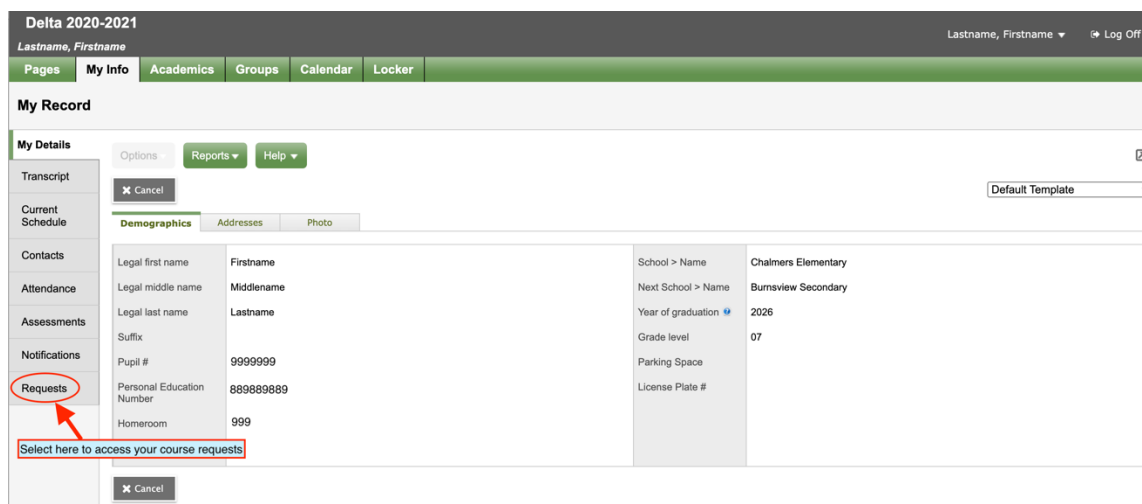 Delta 2020-2021
Lastname, Firstname
Lastname, Firstname
Log Off
Pages My Info Academics Groups Calendar Locker
My Record
My Details
Transcript
Current
Schedule
Contacts
Attendance
Assessments
Notifications
Requests
Select here to access your course requests
Options Reports Help
Cancel
Default Template
Demographics Addresses Photo
Legal first name Firstname
Legal middle name Middlename
Legal last name Lastname
Suffix
Pupil # 9999999
Personal Education
Number
889889889
Homeroom 999
School > Name Chalmers Elementary
Next School > Name Burnsview Secondary
Year of graduation 2026
Grade level 07
Parking Space
License Plate #
Cancel